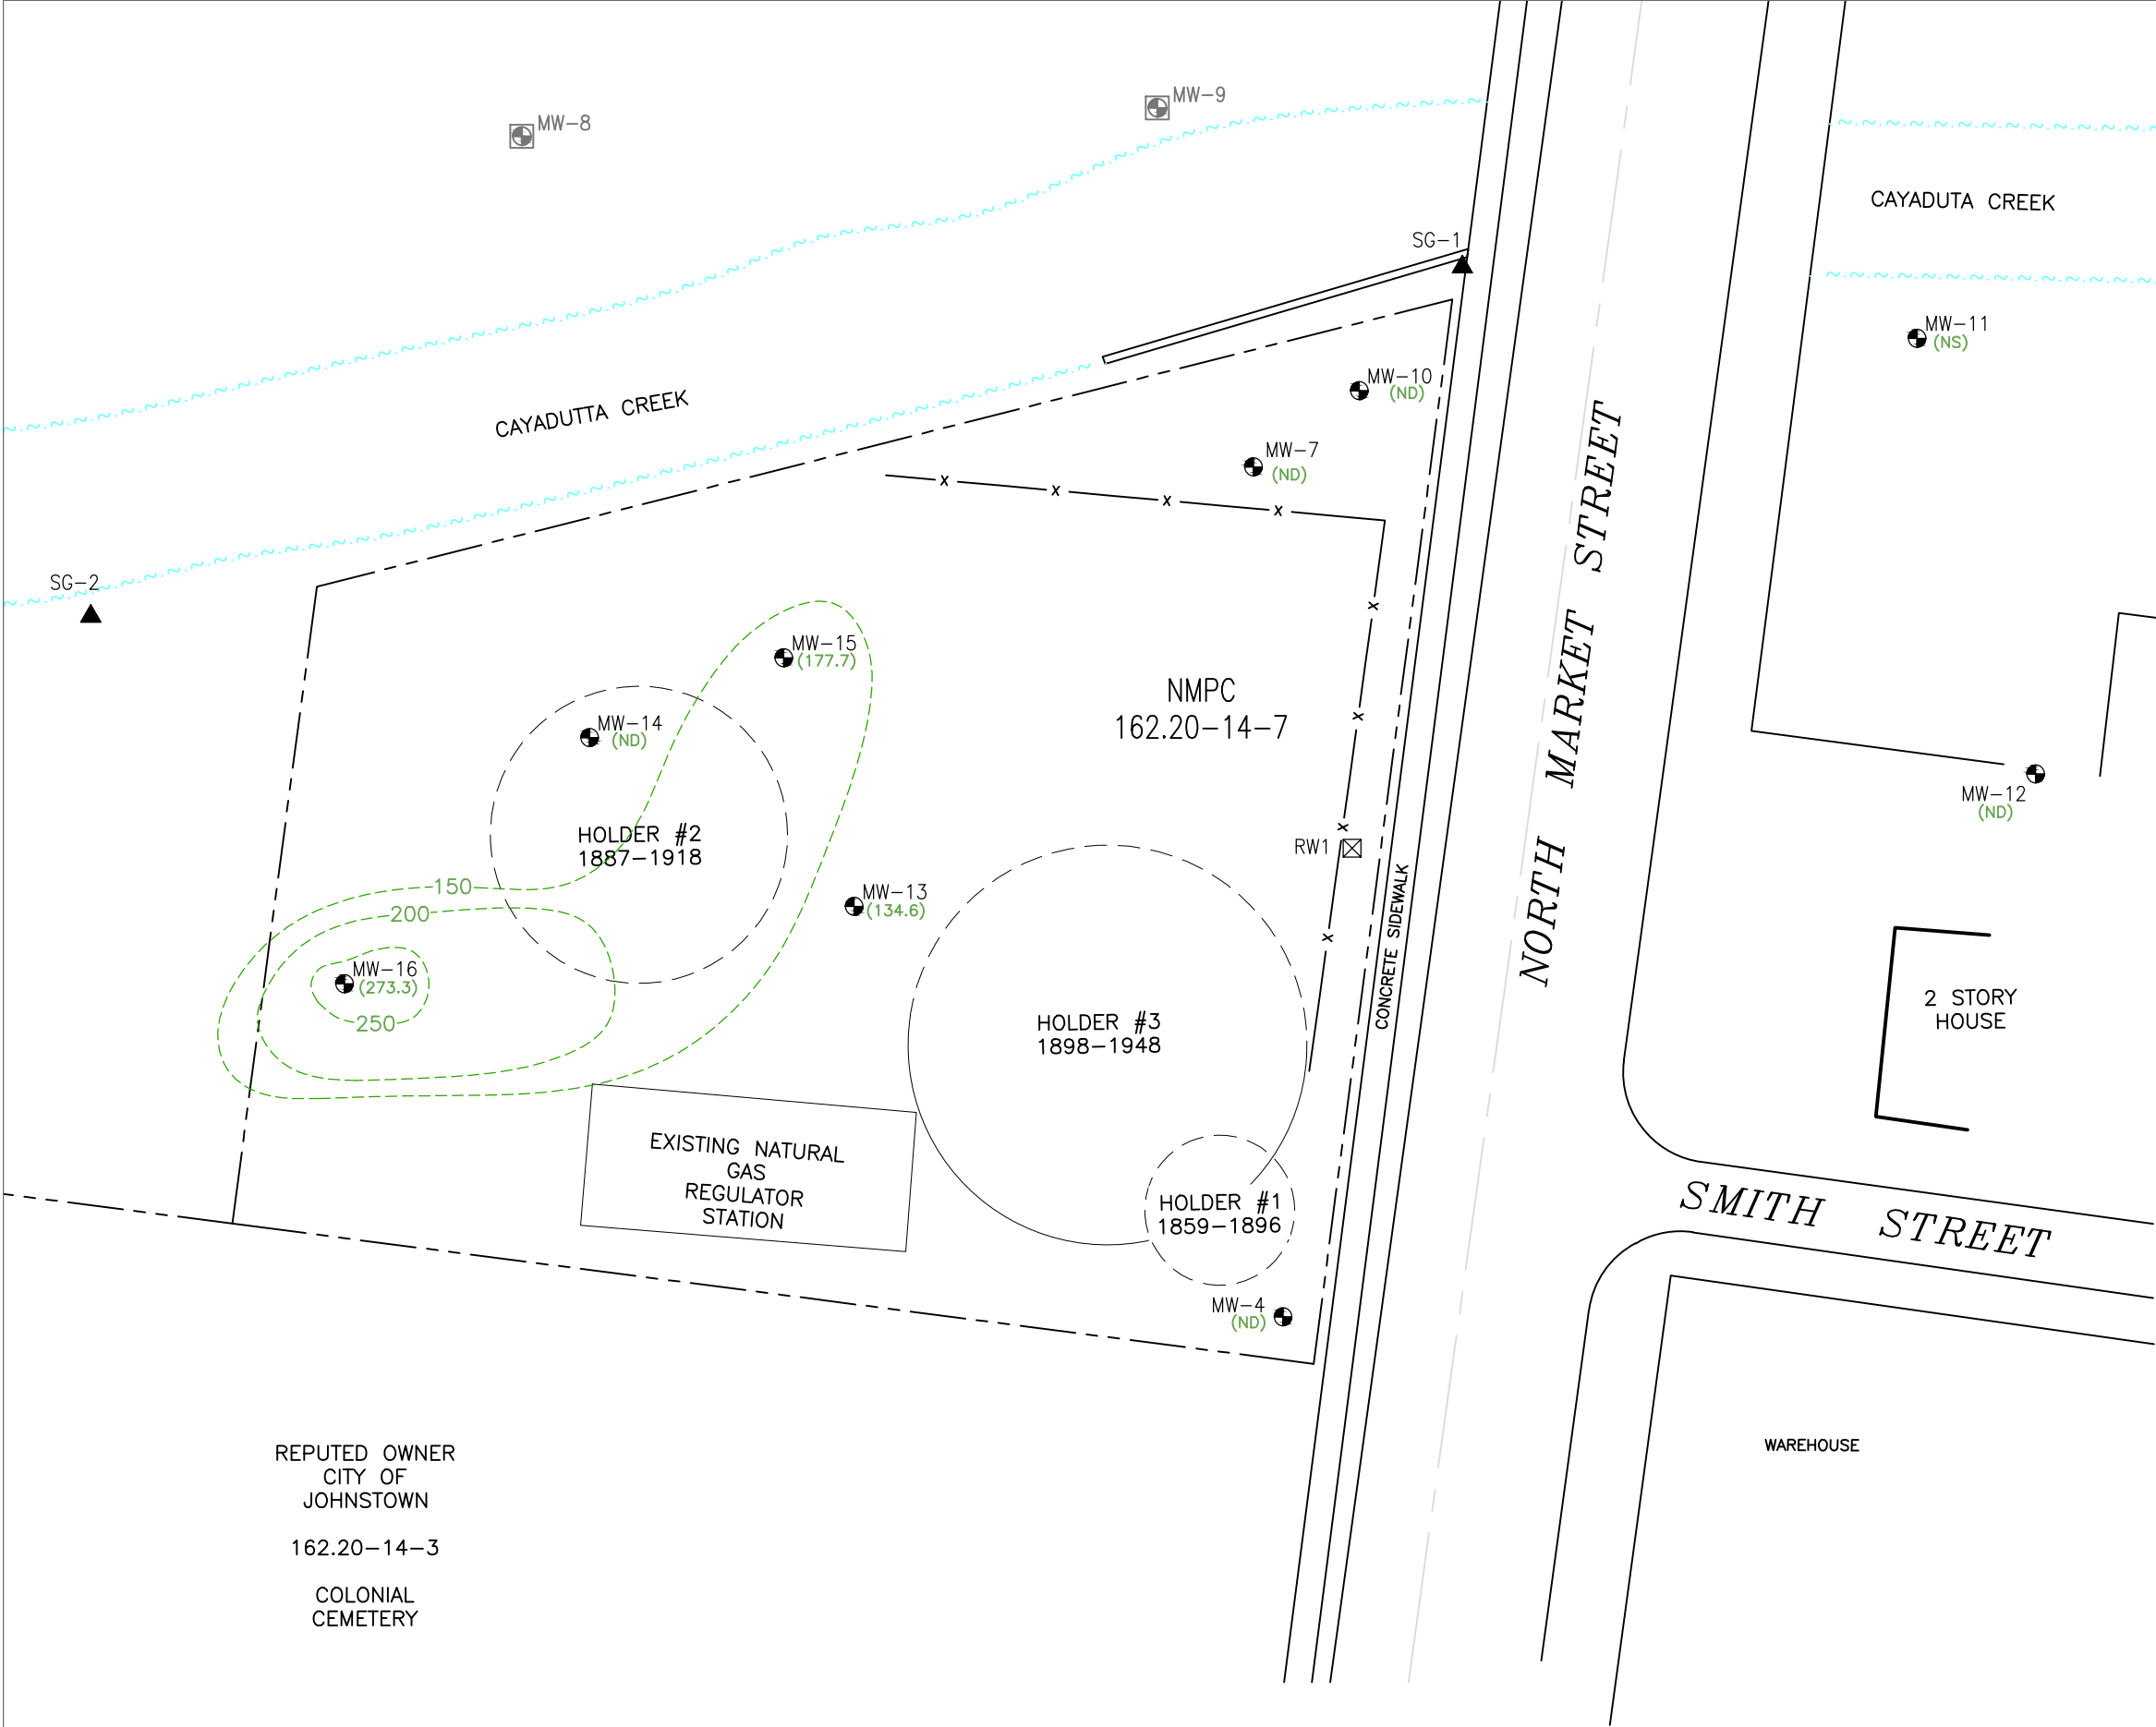 MW-9
MW-8
CAYADUTA CREEK
SG-1
MW-11
(NS)
MW-10
(ND)
CAYADUTTA CREEK
MW-7
(ND)
x x x x
SG-2
x
MW-15
(177.7)
NORTH MARKET STREET
NMPC
162.20-14-7
MW-14
(ND)
x
MW-12
(ND)
HOLDER #2
1887-1918
x
RW1
150
MW-13
(134.6)
200
CONCRETE SIDEWALK
x
MW-16
(273.3)
250
2 STORY
HOUSE
HOLDER #3
1898-1948
EXISTING NATURAL
GAS
REGULATOR
STATION
HOLDER #1
1859-1896
SMITH STREET
MW-4
(ND)
REPUTED OWNER
CITY OF
JOHNSTOWN
162.20-14-3
COLONIAL
CEMETERY
WAREHOUSE